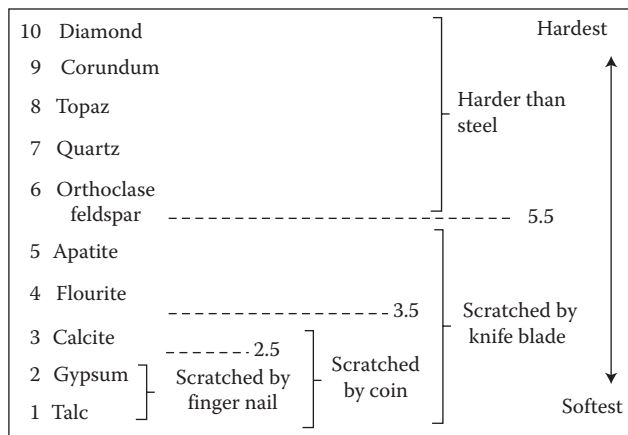 10 Diamond
Hardest
9 Corundum
8 Topaz
Harder than
steel
7 Quartz
6 Orthoclase
feldspar
5.5
5 Apatite
4 Flourite
3.5
Scratched by
knife blade
3 Calcite
2.5
2 Gypsum
Scratched by
finger nail
Scratched
by coin
1 Talc
Softest